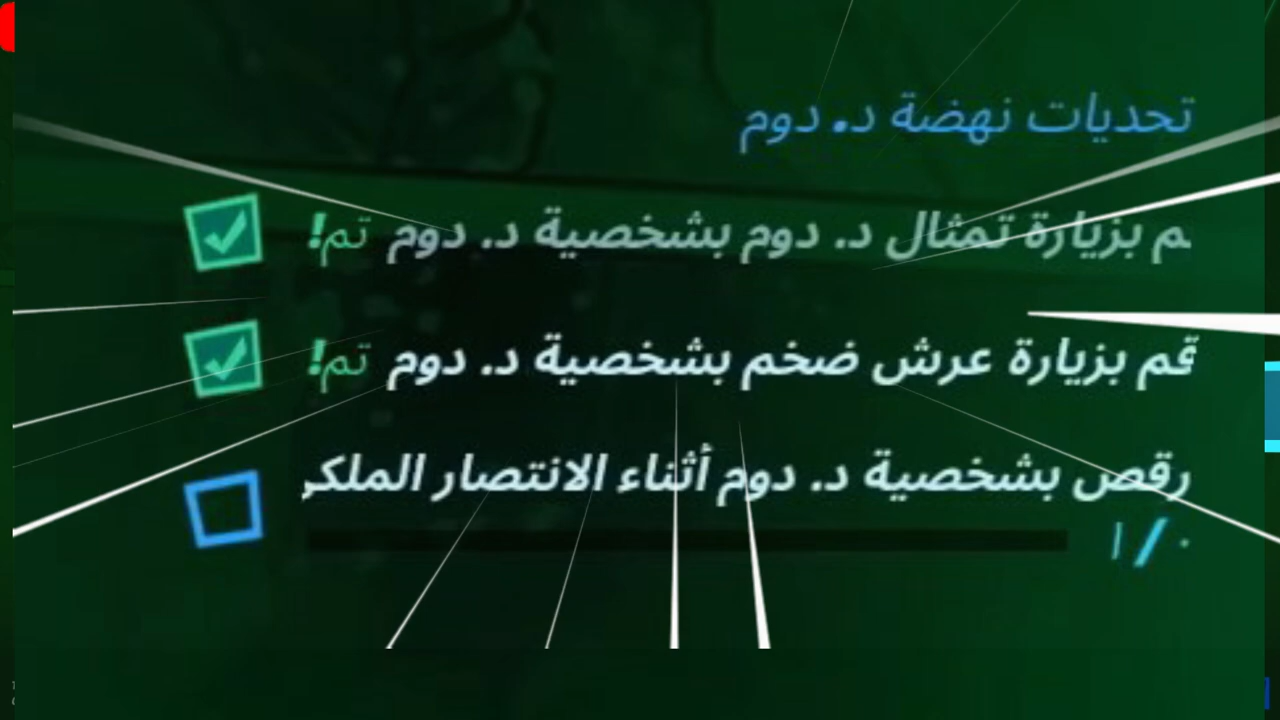 تحديات نهضة د. دوم
م بزيارة تمثال د. دوم بشخصية د. دوم تم!
قم بزيارة عرش ضخم بشخصية د. دوم تم!
رقص بشخصية د. دوم أثناء الانتصار الملكي
٠/١